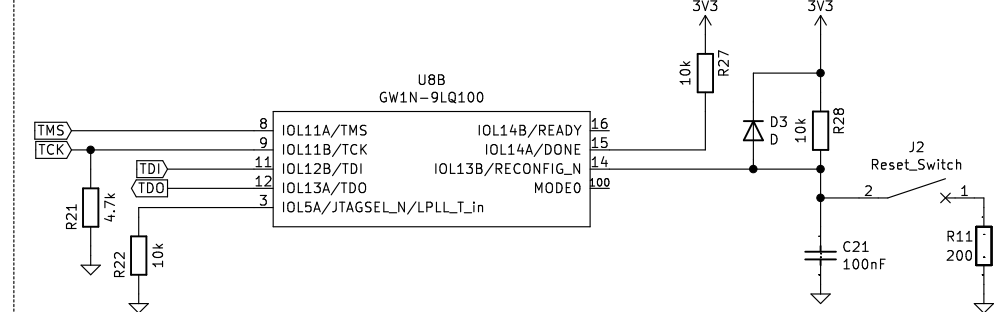 3V3
3V3
10k
R27
U8B
GW1N-9LQ100
TMS
8
IOL11A/TMS
IOL14B/READY
16
D3
D
10k
R28
TCK
9
IOL11B/TCK
IOL14A/DONE
15
J2
Reset_Switch
TDI
11
IOL12B/TDI
IOL13B/RECONFIG_N
14
TDO
12
IOL13A/TDO
MODE0
100
2
1
3
IOL5A/JTAGSEL_N/LPLL_T_in
R21
4.7k
R22
10k
C21
100nF
R11
200